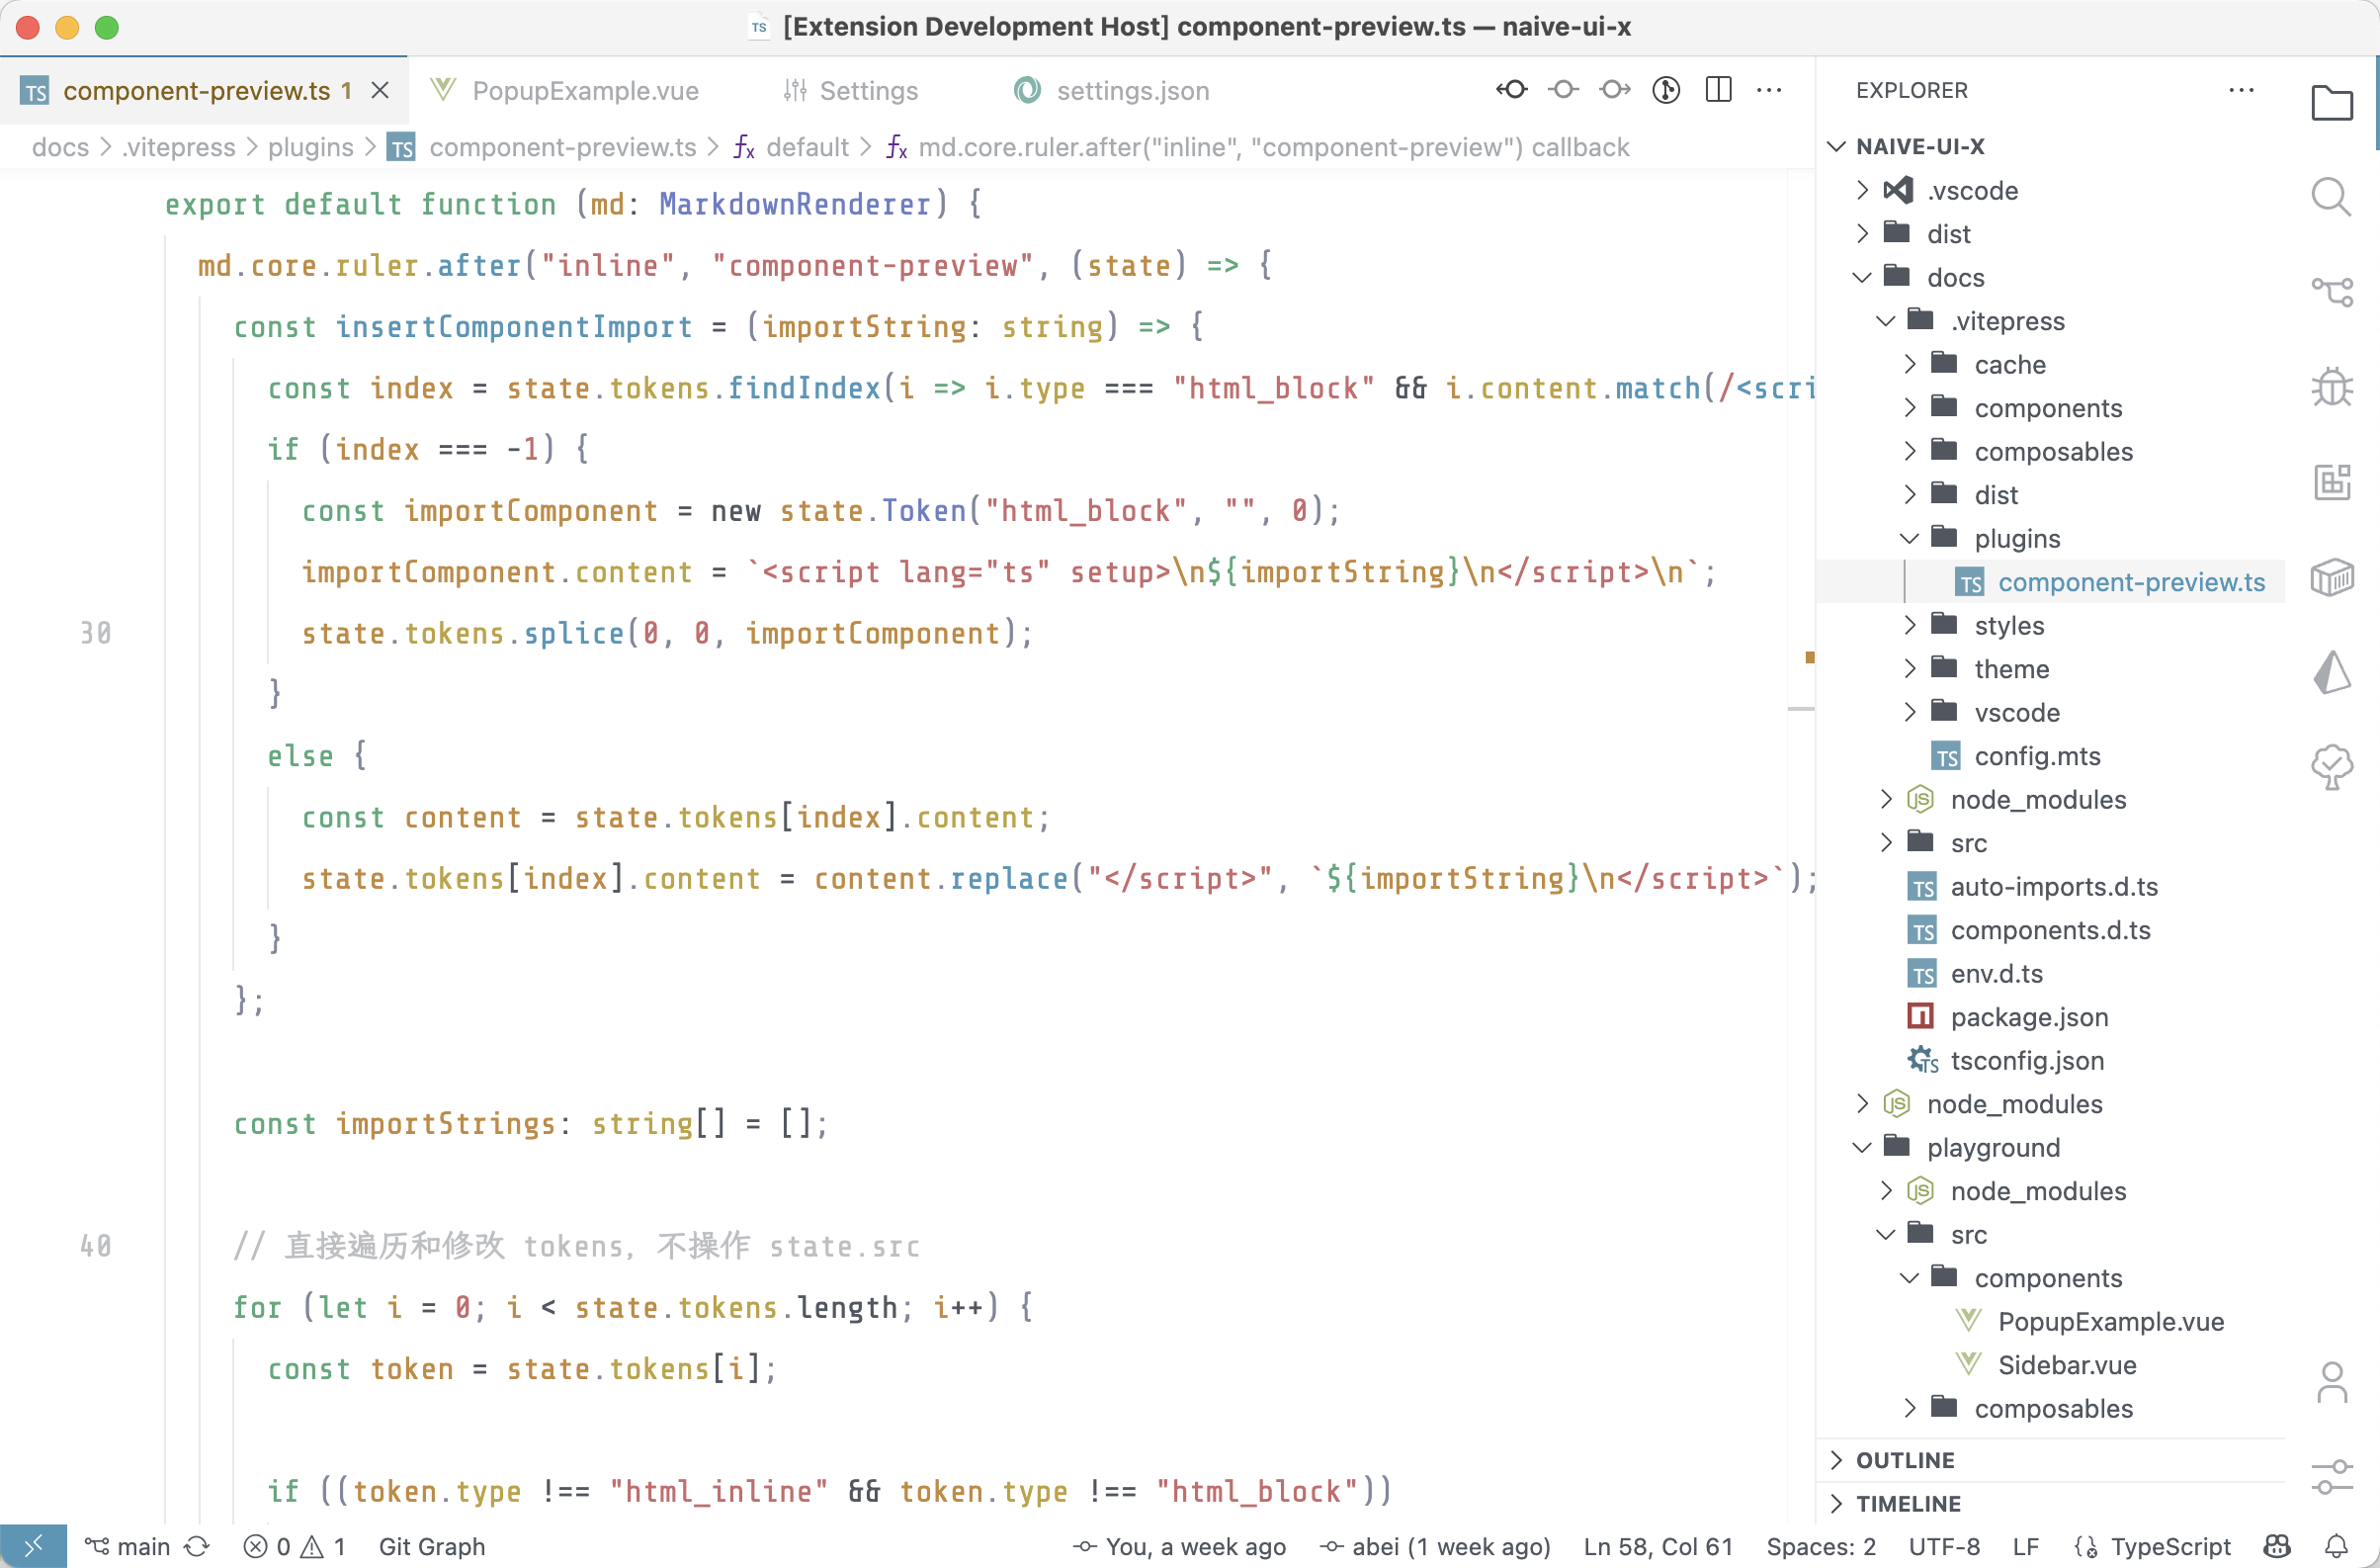 [Extension Development Host] component-preview.ts — naive-ui-x
component-preview.ts 1
PopupExample.vue
Settings
settings.json
docs > .vitepress > plugins > component-preview.ts > default > md.core.ruler.after("inline", "component-preview") callback
export default function (md: MarkdownRenderer) {
md.core.ruler.after("inline", "component-preview", (state) => {
const insertComponentImport = (importString: string) => {
const index = state.tokens.findIndex(i => i.type === "html_block" && i.content.match(/<scri
if (index === -1) {
const importComponent = new state.Token("html_block", "", 0);
importComponent.content = `<script lang="ts" setup>\n${importString}\n</script>\n`;
30 state.tokens.splice(0, 0, importComponent);
}
else {
const content = state.tokens[index].content;
state.tokens[index].content = content.replace("</script>", `${importString}\n</script>`);
}
};
const importStrings: string[] = [];
40 // 直接遍历和修改 tokens, 不操作 state.src
for (let i = 0; i < state.tokens.length; i++) {
const token = state.tokens[i];
if ((token.type !== "html_inline" && token.type !== "html_block"))
EXPLORER
NAIVE-UI-X
.vscode
dist
docs
.vitepress
cache
components
composables
dist
plugins
component-preview.ts
styles
theme
vscode
config.mts
node_modules
src
auto-imports.d.ts
components.d.ts
env.d.ts
package.json
tsconfig.json
node_modules
playground
node_modules
src
components
PopupExample.vue
Sidebar.vue
composables
OUTLINE
TIMELINE
main 0 1 Git Graph You, a week ago abei (1 week ago) Ln 58, Col 61 Spaces: 2 UTF-8 LF TypeScript